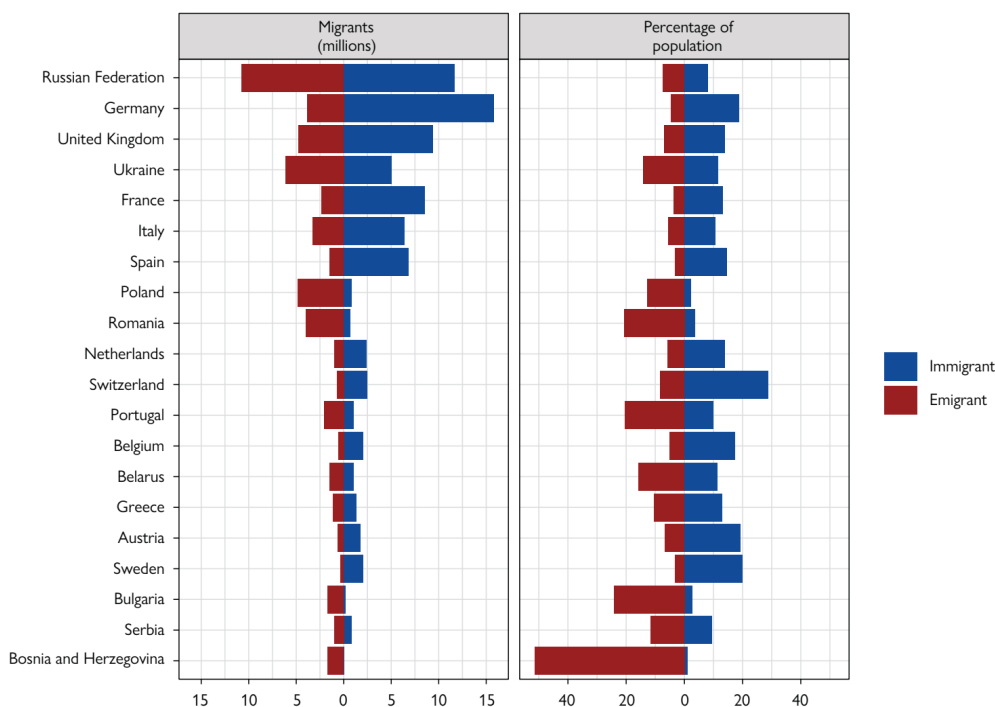 Migrants
(millions)
Percentage of
population
Russian Federation
Germany
United Kingdom
Ukraine
France
Italy
Spain
Poland
Romania
Netherlands
Switzerland
Portugal
Belgium
Belarus
Greece
Austria
Sweden
Bulgaria
Serbia
Bosnia and Herzegovina
15 10 5 0 5 10 15
40 20 0 20 40
Immigrant
Emigrant